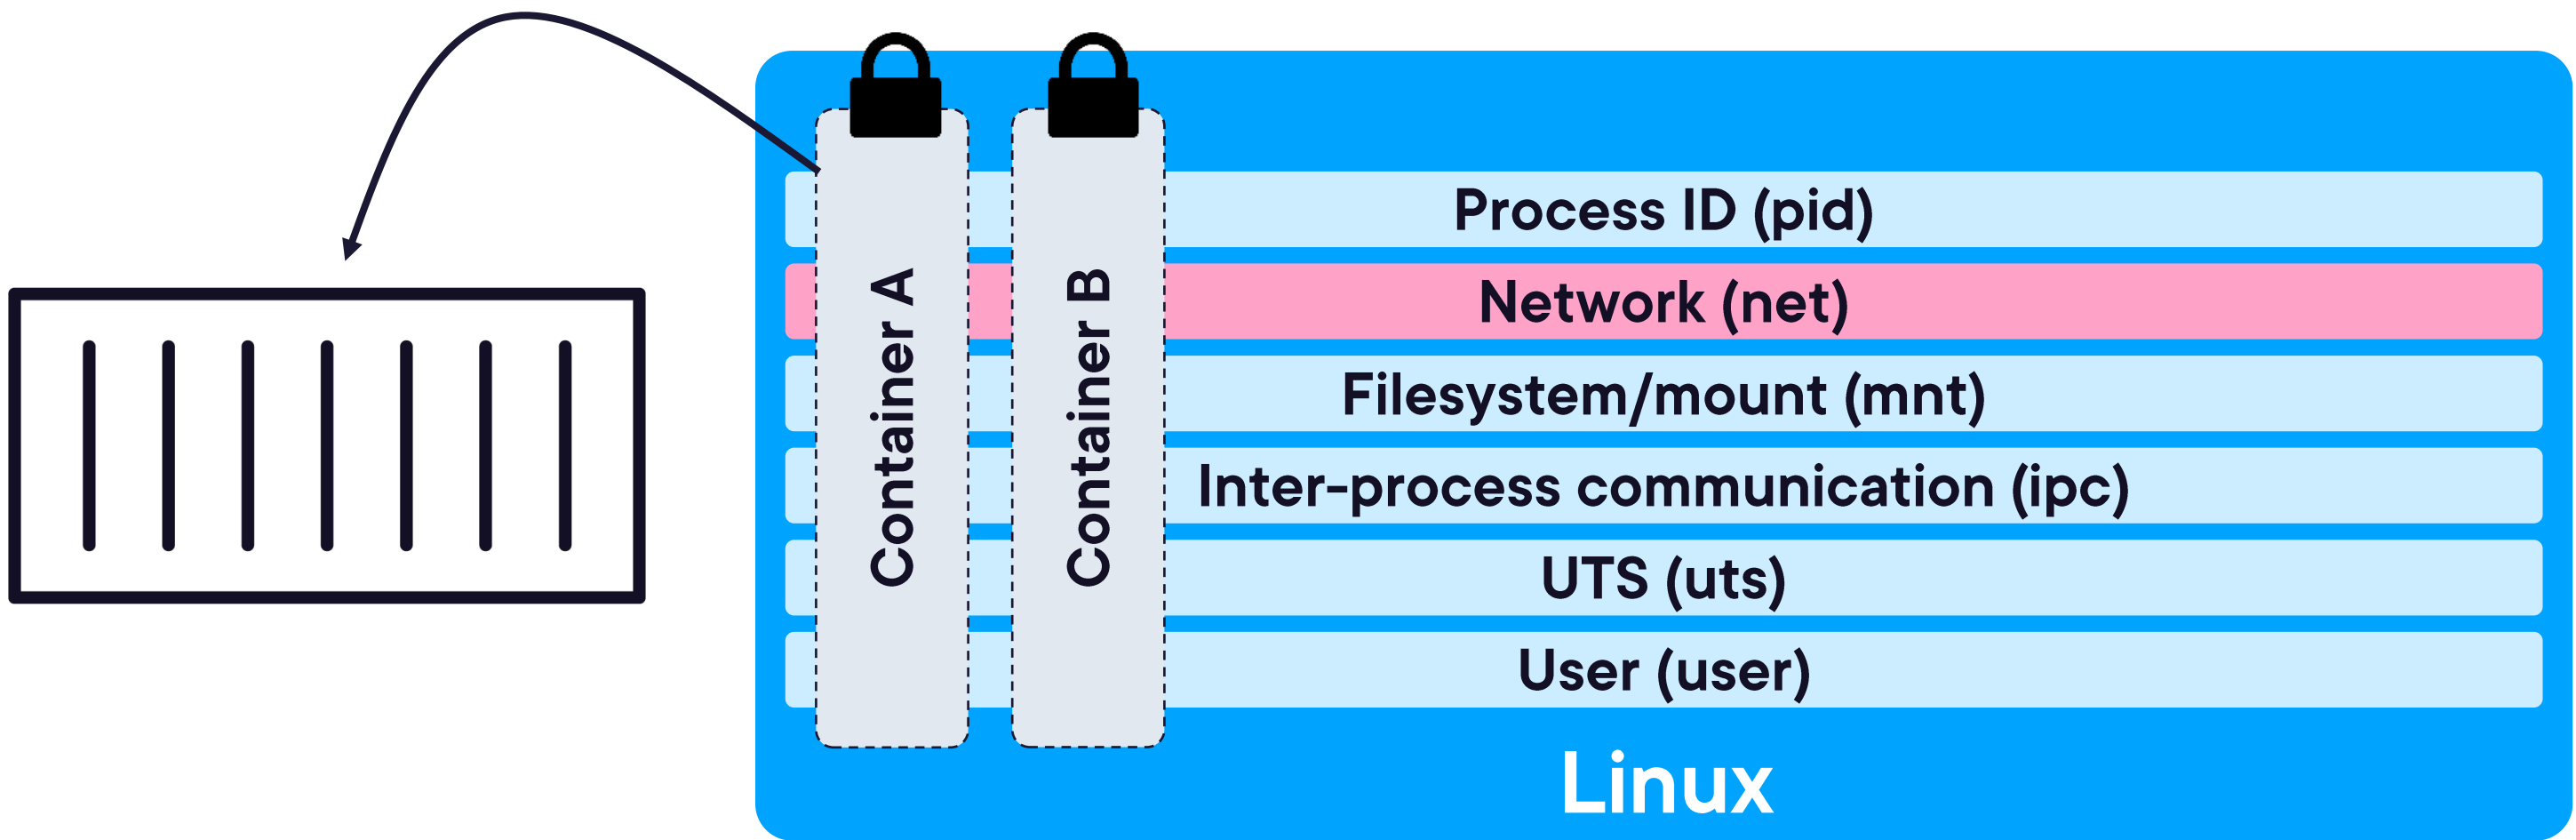 Container A
Container B
Process ID (pid)
Network (net)
Filesystem/mount (mnt)
Inter-process communication (ipc)
UTS (uts)
User (user)
Linux